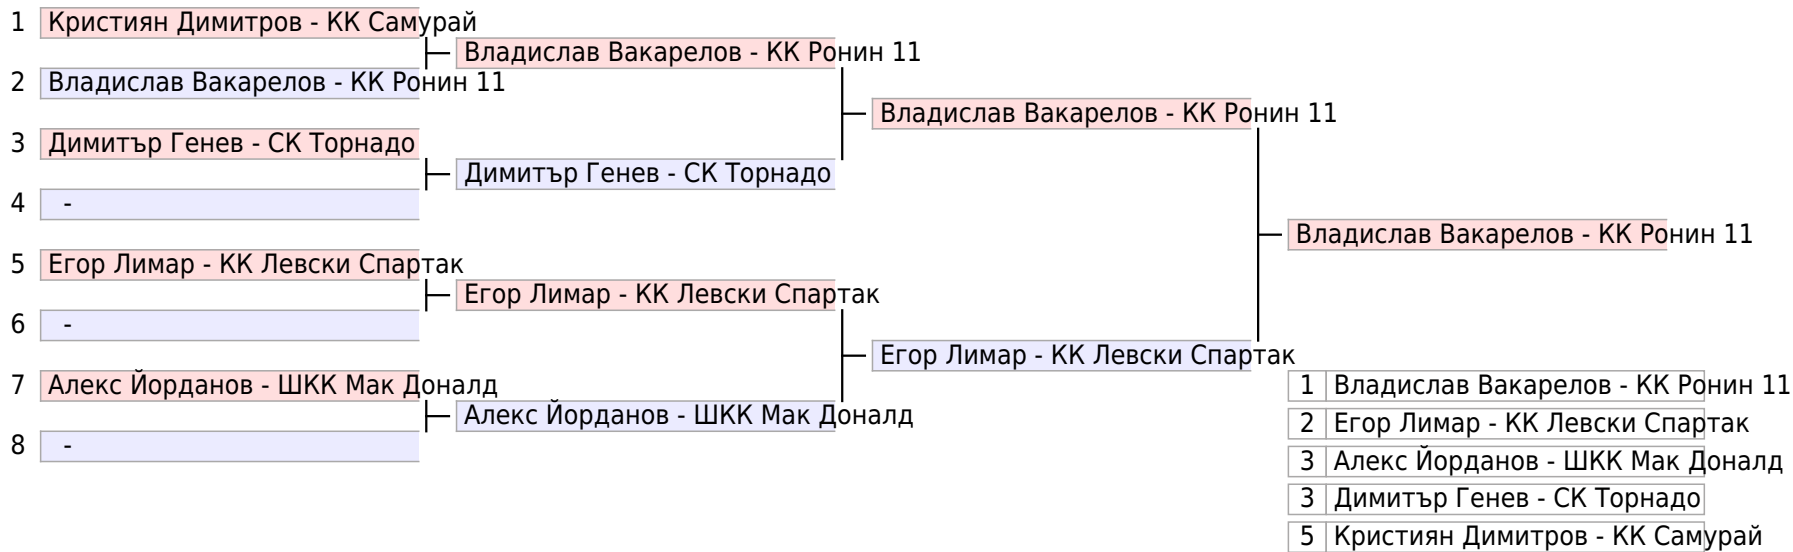 1 Кристиян Димитров - КК Самурай
Владислав Вакарелов - КК Ронин 11
2 Владислав Вакарелов - КК Ронин 11
Владислав Вакарелов - КК Ронин 11
3 Димитър Генев - СК Торнадо
Димитър Генев - СК Торнадо
4 -
Владислав Вакарелов - КК Ронин 11
5 Егор Лимар - КК Левски Спартак
Егор Лимар - КК Левски Спартак
6 -
Егор Лимар - КК Левски Спартак
7 Алекс Йорданов - ШКК Мак Доналд
Алекс Йорданов - ШКК Мак Доналд
8 -
1 Владислав Вакарелов - КК Ронин 11
2 Егор Лимар - КК Левски Спартак
3 Алекс Йорданов - ШКК Мак Доналд
3 Димитър Генев - СК Торнадо
5 Кристиян Димитров - КК Самурай